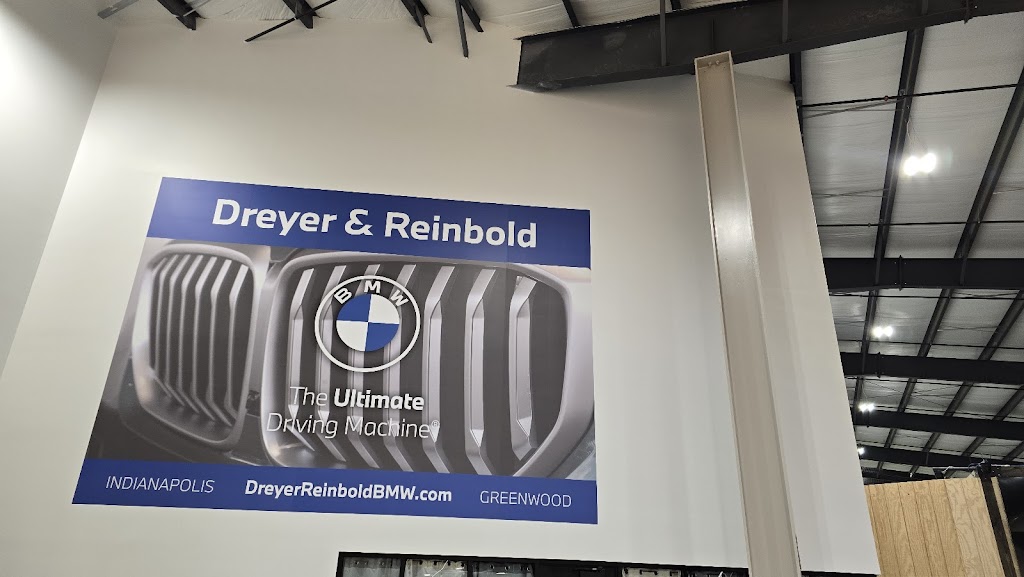 Dreyer & Reinbold
BMW
The Ultimate
Driving Machine®
INDIANAPOLIS DreyerReinboldBMW.com GREENWOOD